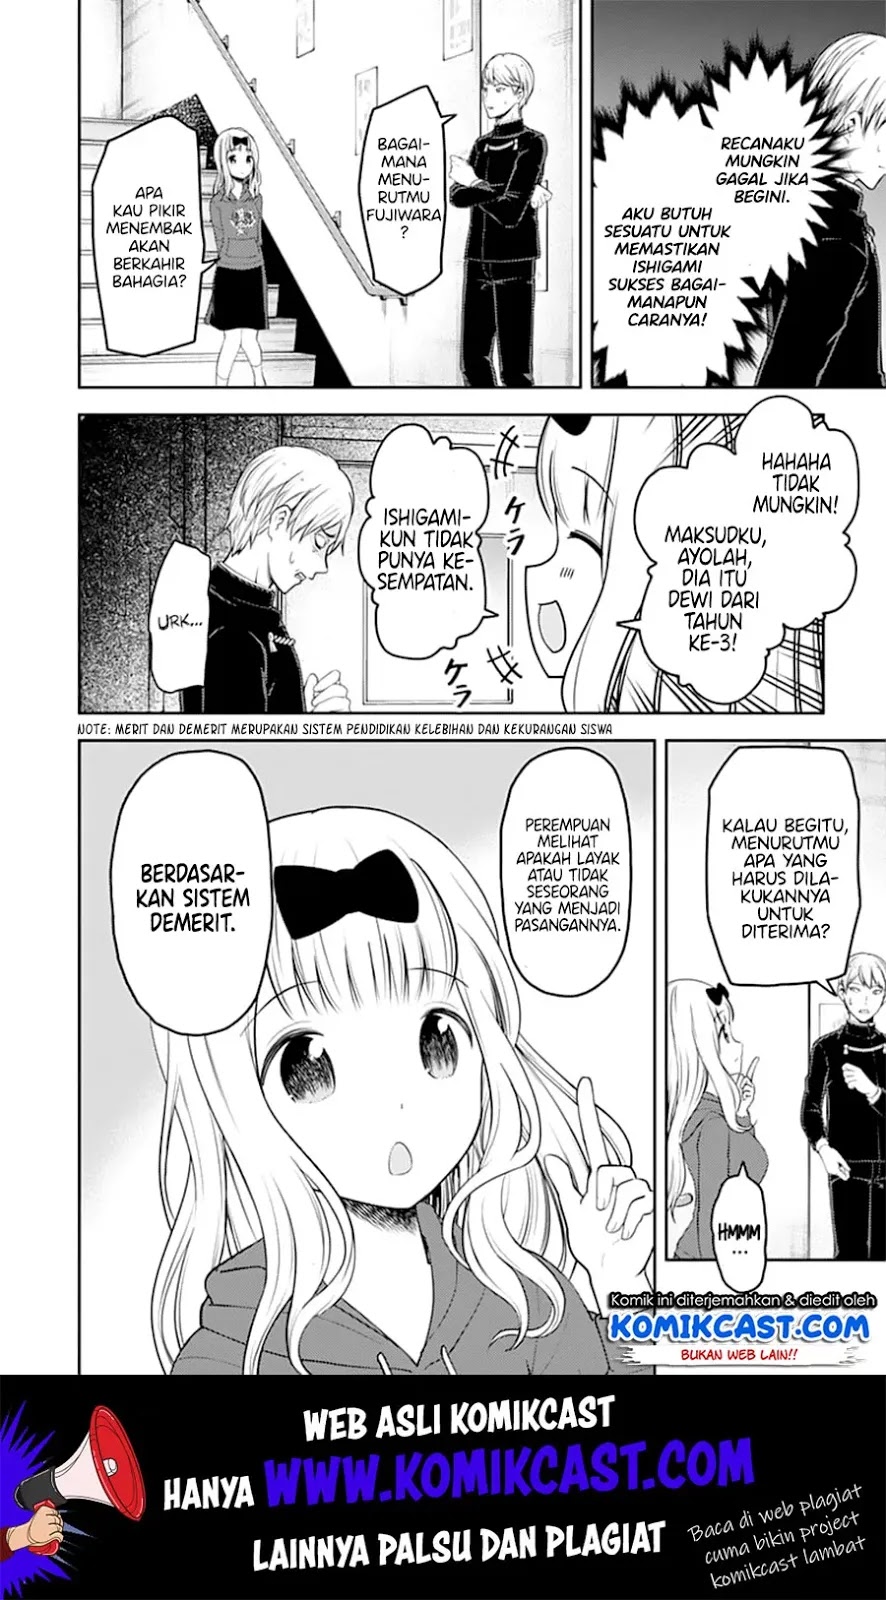 RECANAKU
MUNGKIN
GAGAL JIKA
BEGINI.
AKU BUTUH
SESUATU UNTUK
MEMASTIKAN
ISHIGAMI
SUKSES BAGAI-
MANAPUN
CARANYA!
BAGAI-
MANA
MENU-
RUTMU
FUJIWARA
?
APA
KAU PIKIR
MENEMBAK
AKAN
BERKAHIR
BAHAGIA?
HAHAHA
TIDAK
MUNGKIN!
MAKSUDKU,
AYOLAH,
DIA ITU
DEWI DARI
TAHUN
KE-3!
ケラ
ケラ
ISHIGAMI-
KUN TIDAK
PUNYA KE-
SEMPATAN.
URK...
NOTE: MERIT DAN DEMERIT MERUPAKAN SISTEM PENDIDIKAN KELEBIHAN DAN KEKURANGAN SISWA
KALAU BEGITU,
MENURUTMU
APA YANG
HARUS DILA-
KUKANNYA
UNTUK
DITERIMA?
HMMM
...
PEREMPUAN
MELIHAT
APAKAH LAYAK
ATAU TIDAK
SESEORANG
YANG MENJADI
PASANGANNYA.
BERDASAR-
KAN SISTEM
DEMERIT.
Komik ini diterjemahkan & diedit oleh
KOMIKCAST.COM
BUKAN WEB LAIN!!
WEB ASLI KOMIKCAST
HANYA WWW.KOMIKCAST.COM
LAINNYA PALSU DAN PLAGIAT
Baca di web plagiat
cuma bikin project
komikcast lambat